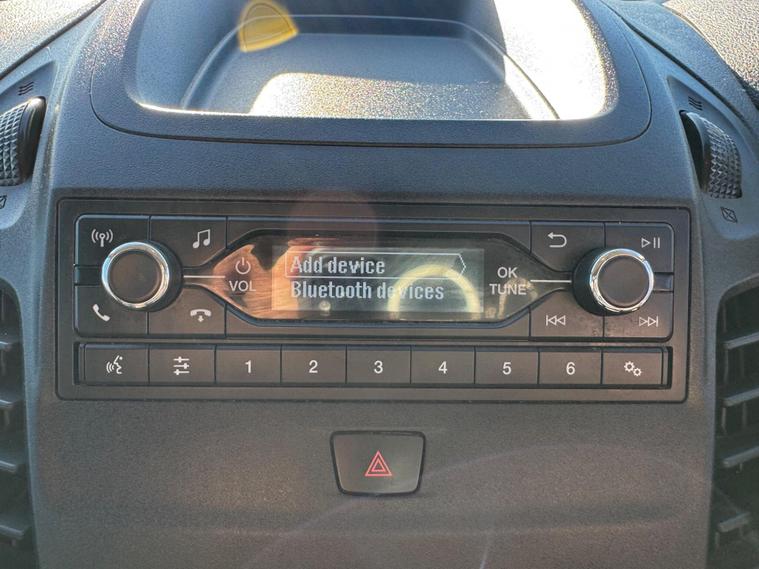 Add device
Bluetooth devices
VOL
OK
TUNE
1 2 3 4 5 6